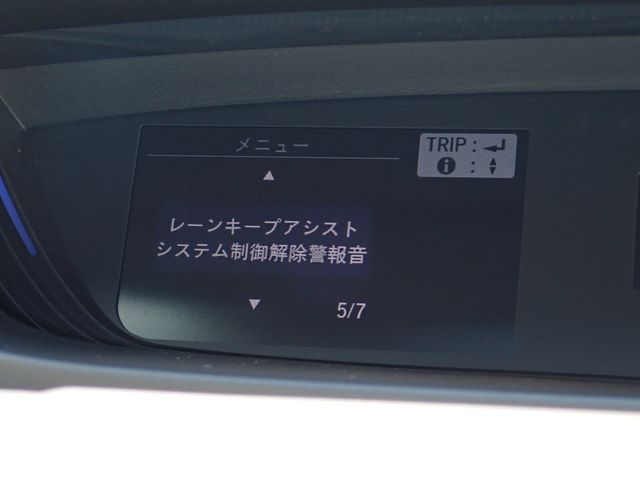 メニュー
TRIP : ↲
i : ♦
▲
レーンキープアシスト
システム制御解除警報音
▼
5/7